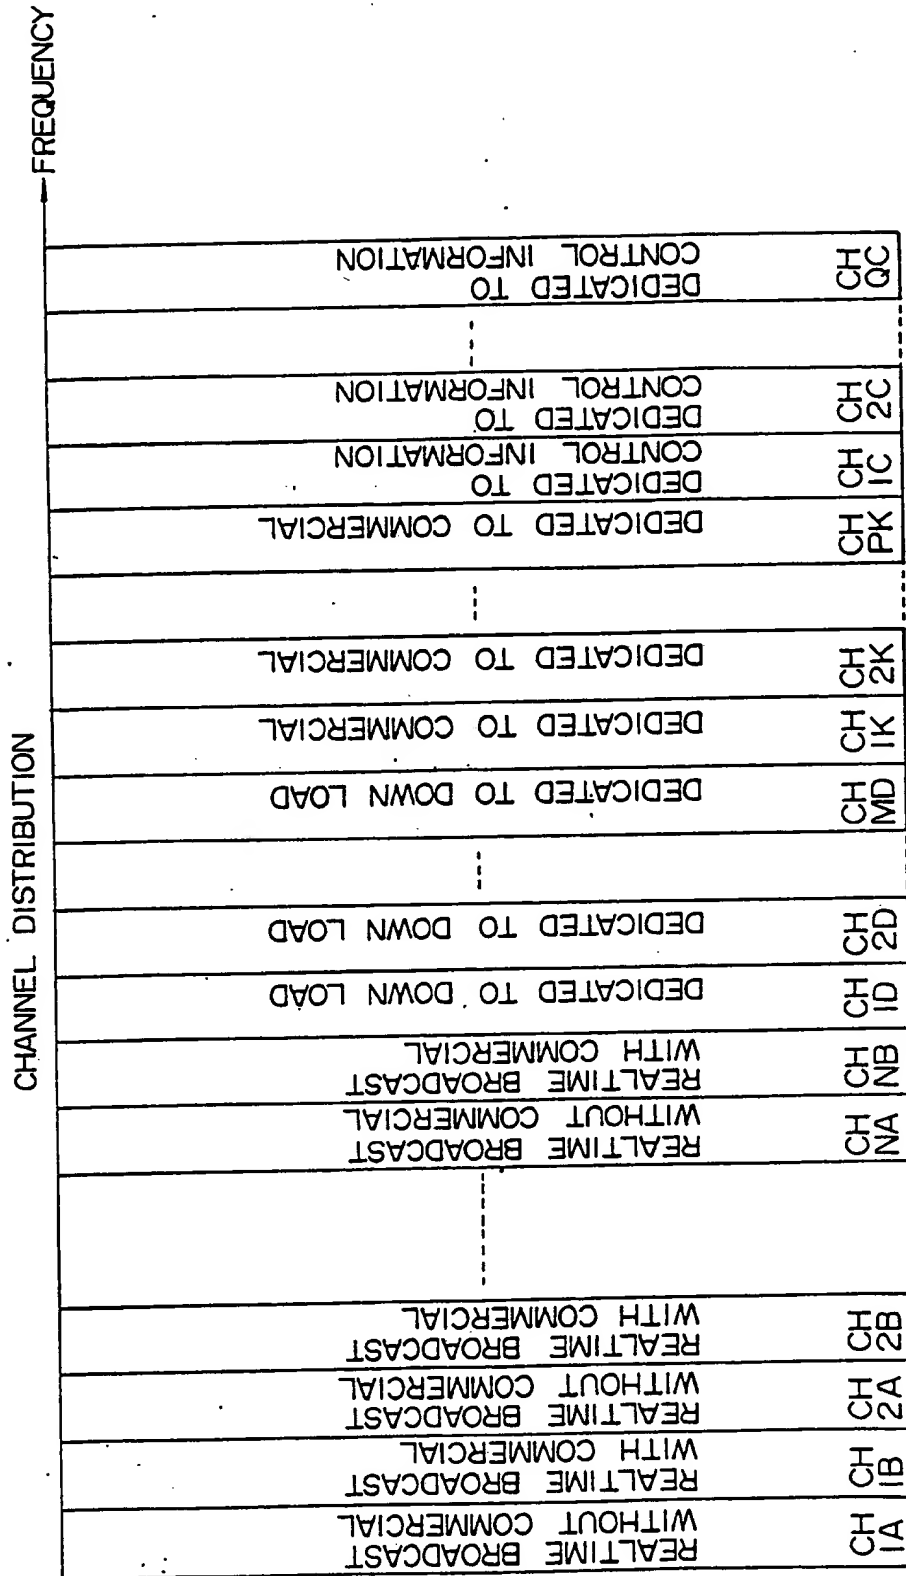 CHANNEL DISTRIBUTION
FREQUENCY
DEDICATED TO
CONTROL INFORMATION
CH
QC
DEDICATED TO
CONTROL INFORMATION
CH
2C
DEDICATED TO
CONTROL INFORMATION
CH
1C
DEDICATED TO COMMERCIAL
CH
PK
DEDICATED TO COMMERCIAL
CH
2K
DEDICATED TO COMMERCIAL
CH
1K
DEDICATED TO DOWN LOAD
CH
MD
DEDICATED TO DOWN LOAD
CH
2D
DEDICATED TO DOWN LOAD
CH
1D
REALTIME BROADCAST
WITH COMMERCIAL
CH
NB
REALTIME BROADCAST
WITHOUT COMMERCIAL
CH
NA
REALTIME BROADCAST
WITH COMMERCIAL
CH
2B
REALTIME BROADCAST
WITHOUT COMMERCIAL
CH
2A
REALTIME BROADCAST
WITH COMMERCIAL
CH
1B
REALTIME BROADCAST
WITHOUT COMMERCIAL
CH
1A